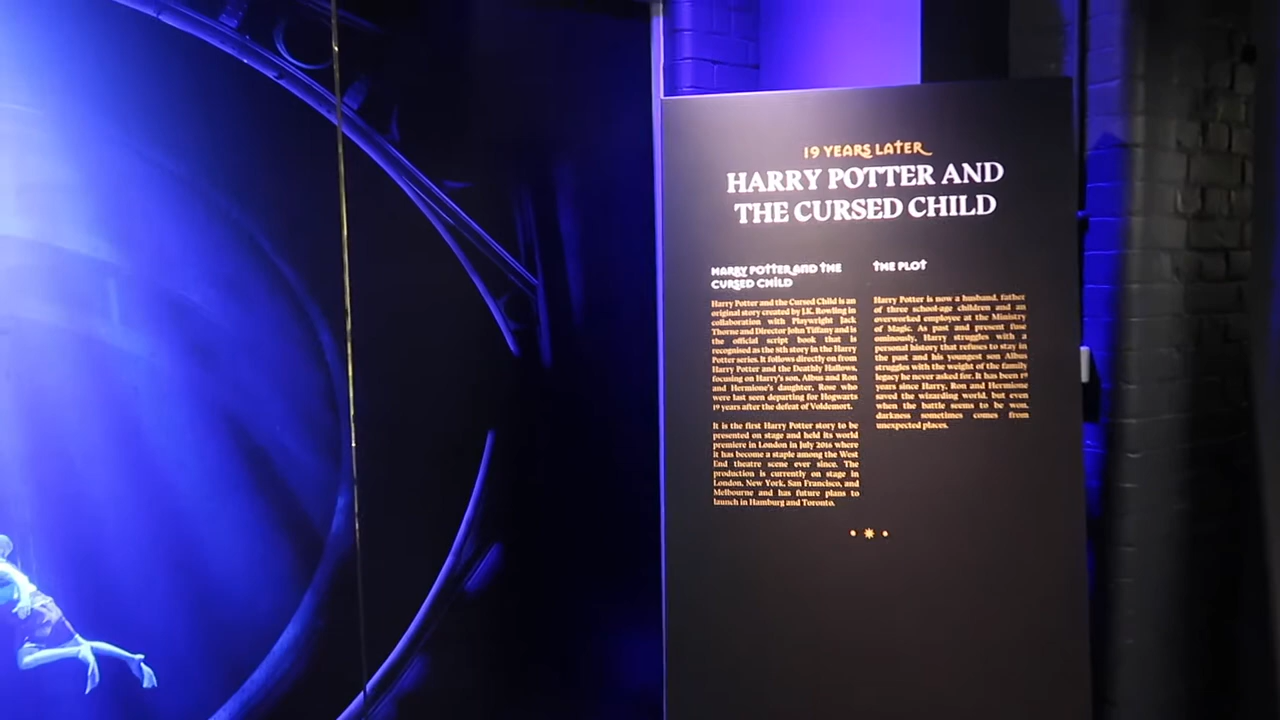 19 YEARS LATER
HARRY POTTER AND
THE CURSED CHILD
HARRY POTTER AND THE
CURSED CHILD
Harry Potter and the Cursed Child is an
original story created by J.K. Rowling in
collaboration with Playwright Jack
Thorne and Director John Tiffany and is
the official script book that is
recognised as the 8th story in the Harry
Potter series. It follows directly on from
Harry Potter and the Deathly Hallows,
focusing on Harry's son, Albus and Ron
and Hermione's daughter, Rose who
were last seen departing for Hogwarts
19 years after the defeat of Voldemort.
It is the first Harry Potter story to be
presented on stage and held its world
premiere in London in July 2016 where
it has become a staple among the West
End theatre scene ever since. The
production is currently on stage in
London, New York, San Francisco, and
Melbourne and has future plans to
launch in Hamburg and Toronto.
THE PLOT
Harry Potter is now a husband, father
of three school-age children and an
overworked employee at the Ministry
of Magic. As past and present fuse
ominously, Harry struggles with a
personal history that refuses to stay in
the past and his youngest son Albus
struggles with the weight of the family
legacy he never asked for. It has been 19
years since Harry, Ron and Hermione
saved the wizarding world, but even
when the battle seems to be won,
darkness sometimes comes from
unexpected places.